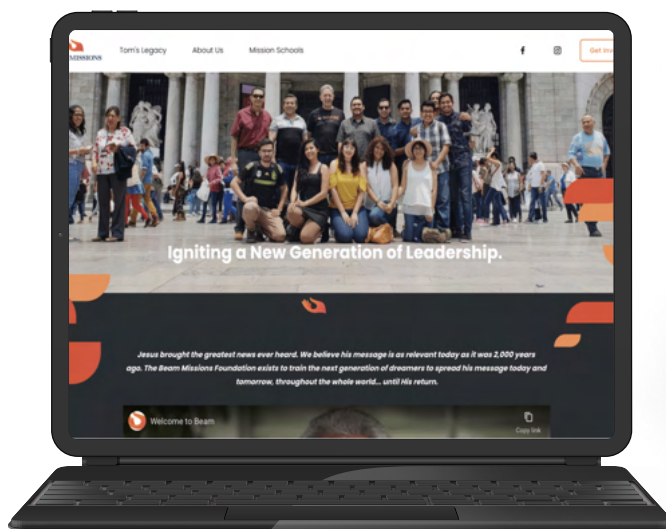 MISSIONS
Tom's Legacy
About Us
Mission Schools
Get
Igniting a New Generation of Leadership.
Jesus brought the greatest news ever heard. We believe his message is as relevant today as it was 2,000 years
ago. The Beam Missions Foundation exists to train the next generation of dreamers to spread his message today and
tomorrow, throughout the whole world... until His return.
Welcome to Beam
Copy link